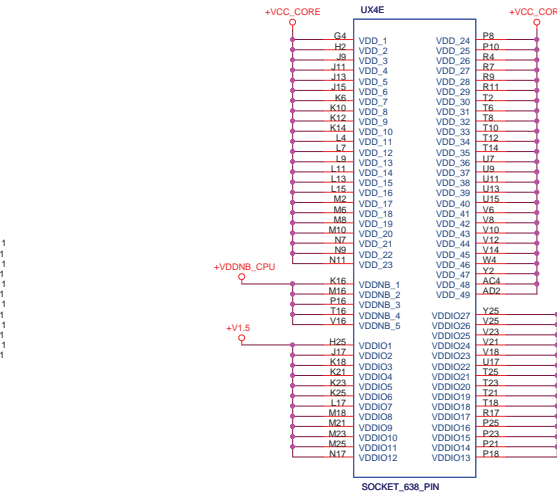 +VCC_CORE UX4E +VCC_COR
G4 VDD_1 VDD_24 P8
H2 VDD_2 VDD_25 P10
J9 VDD_3 VDD_26 R4
J11 VDD_4 VDD_27 R7
J13 VDD_5 VDD_28 R9
J15 VDD_6 VDD_29 R11
K6 VDD_7 VDD_30 T2
K10 VDD_8 VDD_31 T6
K12 VDD_9 VDD_32 T8
K14 VDD_10 VDD_33 T10
L4 VDD_11 VDD_34 T12
L7 VDD_12 VDD_35 T14
L9 VDD_13 VDD_36 U7
L11 VDD_14 VDD_37 U9
L13 VDD_15 VDD_38 U11
L15 VDD_16 VDD_39 U13
M2 VDD_17 VDD_40 U15
M6 VDD_18 VDD_41 V6
M8 VDD_19 VDD_42 V8
M10 VDD_20 VDD_43 V10
N7 VDD_21 VDD_44 V12
N9 VDD_22 VDD_45 V14
N11 VDD_23 VDD_46 W4
VDD_47 Y2
+VDDNB_CPU
K16 VDDNB_1 VDD_48 AC4
M16 VDDNB_2 VDD_49 AD2
P16 VDDNB_3
T16 VDDNB_4 VDDIO27 Y25
V16 VDDNB_5 VDDIO26 V25
+V1.5 VDDIO25 V23
H25 VDDIO1 VDDIO24 V21
J17 VDDIO2 VDDIO23 V18
K18 VDDIO3 VDDIO22 U17
K21 VDDIO4 VDDIO21 T25
K23 VDDIO5 VDDIO20 T23
K25 VDDIO6 VDDIO19 T21
L17 VDDIO7 VDDIO18 T18
M18 VDDIO8 VDDIO17 R17
M21 VDDIO9 VDDIO16 P25
M23 VDDIO10 VDDIO15 P23
M25 VDDIO11 VDDIO14 P21
N17 VDDIO12 VDDIO13 P18
SOCKET_638_PIN